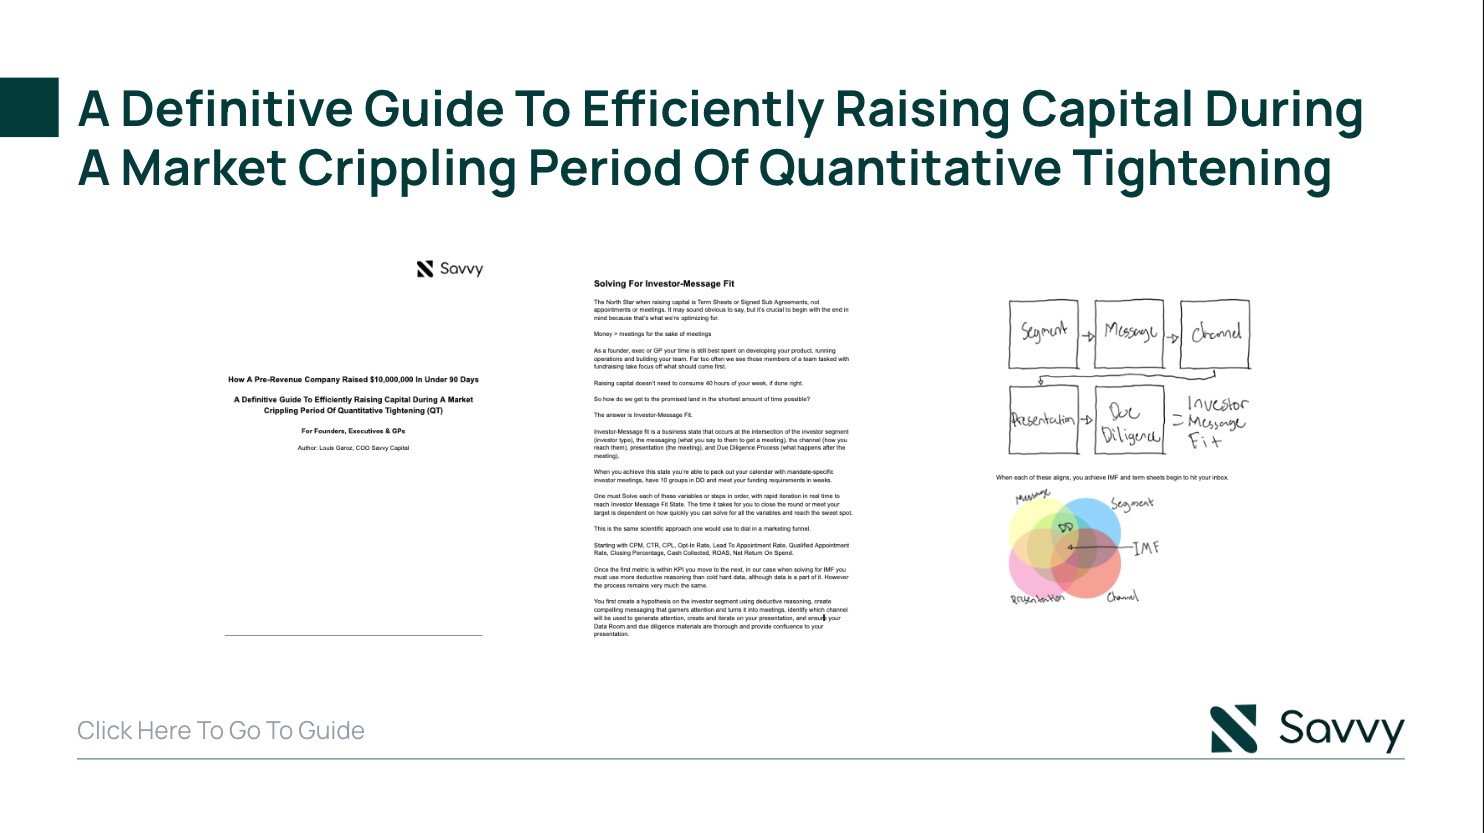 A Definitive Guide To Efficiently Raising Capital During
A Market Crippling Period Of Quantitative Tightening
Savvy
How A Pre-Revenue Company Raised $10,000,000 In Under 90 Days
A Definitive Guide To Efficiently Raising Capital During A Market
Crippling Period Of Quantitative Tightening (QT)
For Founders, Executives & GPs
Author: Louis Garoz, COO Savvy Capital
Solving For Investor-Message Fit
The North Star when raising capital is Term Sheets or Signed Sub Agreements, not
appointments or meetings. It may sound obvious to say, but it's crucial to begin with the end in
mind because that's what we're optimizing for.
Money > meetings for the sake of meetings
As a founder, exec or GP your time is still best spent on developing your product, running
operations and building your team. Far too often we see those members of a team tasked with
fundraising take focus off what should come first.
Raising capital doesn't need to consume 40 hours of your week, if done right.
So how do we get to the promised land in the shortest amount of time possible?
The answer is Investor-Message Fit.
Investor-Message fit is a business state that occurs at the intersection of the investor segment
(investor type), the messaging (what you say to them to get a meeting), the channel (how you
reach them), presentation (the meeting), and Due Diligence Process (what happens after the
meeting).
When you achieve this state you're able to pack out your calendar with mandate-specific
investor meetings, have 10 groups in DD and meet your funding requirements in weeks.
One must Solve each of these variables or steps in order, with rapid iteration in real time to
reach Investor Message Fit State. The time it takes for you to close the round or meet your
target is dependent on how quickly you can solve for all the variables and reach the sweet spot.
This is the same scientific approach one would use to dial in a marketing funnel.
Starting with CPM, CTR, CPL, Opt-In Rate, Lead To Appointment Rate, Qualified Appointment
Rate, Closing Percentage, Cash Collected, ROAS, Net Return On Spend.
Once the first metric is within KPI you move to the next, in our case when solving for IMF you
must use more deductive reasoning than cold hard data, although data is a part of it. However
the process remains very much the same.
You first create a hypothesis on the investor segment using deductive reasoning, create
compelling messaging that garners attention and turns it into meetings, identify which channel
will be used to generate attention, create and iterate on your presentation, and ensure your
Data Room and due diligence materials are thorough and provide confluence to your
presentation.
Segment
Message
Channel
Presentation
Due
Diligence
= Investor
Message
Fit
When each of these aligns, you achieve IMF and term sheets begin to hit your inbox.
Message
Segment
DD
IMF
Presentation
Channel
Click Here To Go To Guide
Savvy